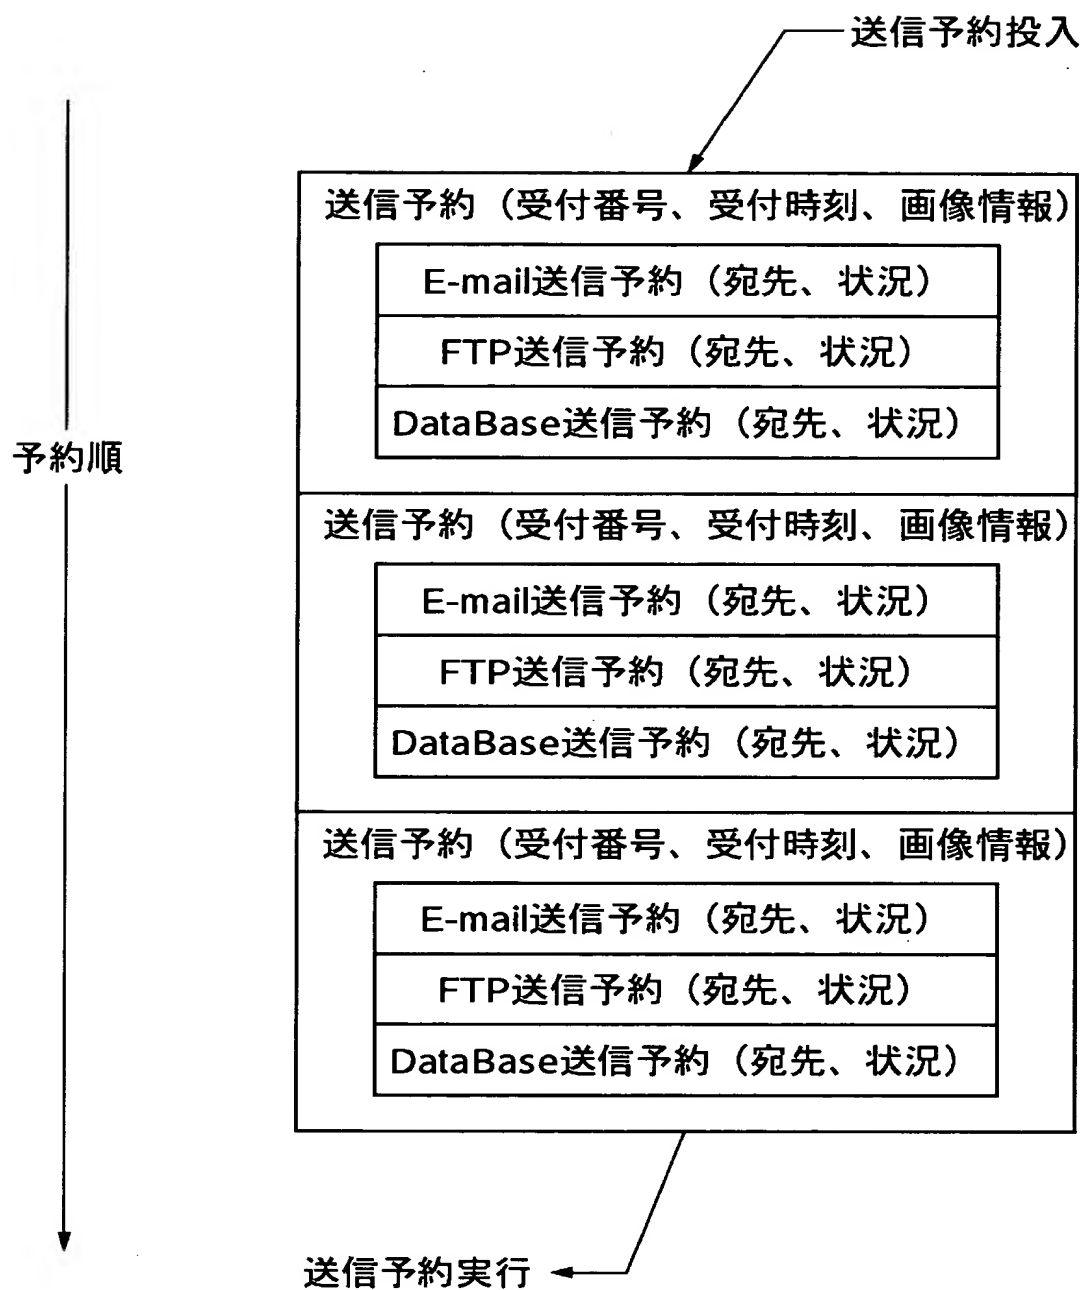 送信予約投入
送信予約（受付番号、受付時刻、画像情報）
E-mail送信予約（宛先、状況）
FTP送信予約（宛先、状況）
DataBase送信予約（宛先、状況）
予約順
送信予約（受付番号、受付時刻、画像情報）
E-mail送信予約（宛先、状況）
FTP送信予約（宛先、状況）
DataBase送信予約（宛先、状況）
送信予約（受付番号、受付時刻、画像情報）
E-mail送信予約（宛先、状況）
FTP送信予約（宛先、状況）
DataBase送信予約（宛先、状況）
送信予約実行